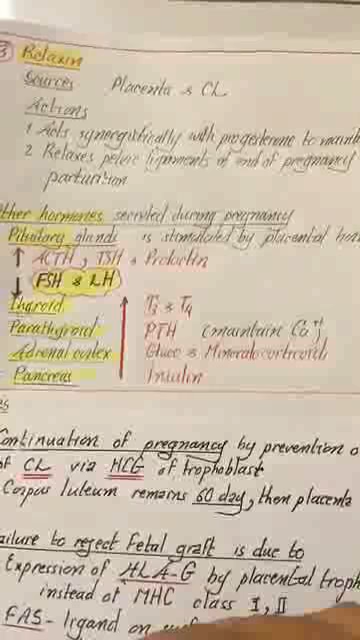 3 Relaxin
Sources Placenta & CL
Actions
1 Acts synergistically with progesterone to
2 Relaxes pelvic ligaments at end of pregnancy
parturition
other hormones secreted during pregnancy
Pituitary glands is stimulated by placental
↑ ACTH, TSH & Prolactin
↓ FSH & LH
Thyroid ↑ T3 & T4
Parathyroid PTH (maintain Ca++)
Adrenal cortex Gluco & Mineralocorticoid
Pancreas Insulin
Continuation of pregnancy by prevention
of CL via HCG of trophoblast
Corpus luteum remains 60 day, then placenta
Failure to reject Fetal graft is due to
Expression of HLA-G by placental
instead of MHC class I, II
FAS-ligand on